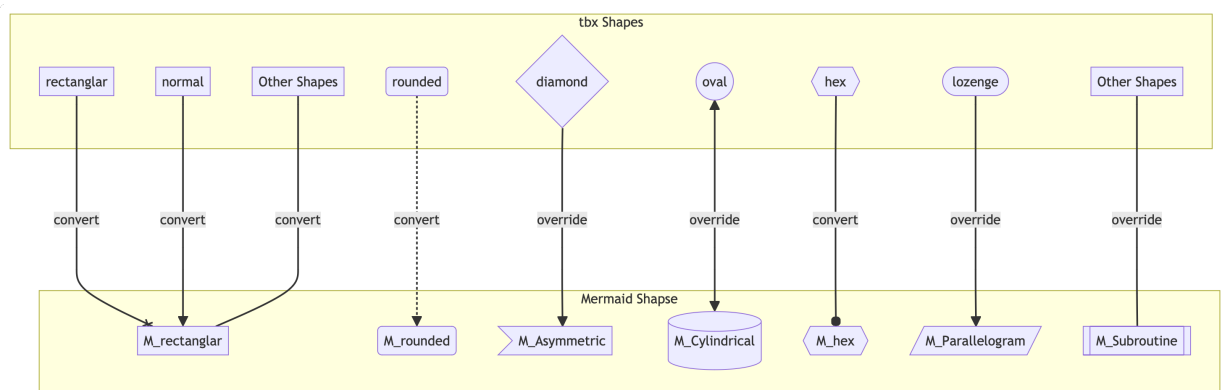 tbx Shapes
rectanglar
normal
Other Shapes
rounded
diamond
oval
hex
lozenge
Other Shapes
convert
convert
convert
convert
override
override
convert
override
override
Mermaid Shapse
M_rectanglar
M_rounded
M_Asymmetric
M_Cylindrical
M_hex
M_Parallelogram
M_Subroutine